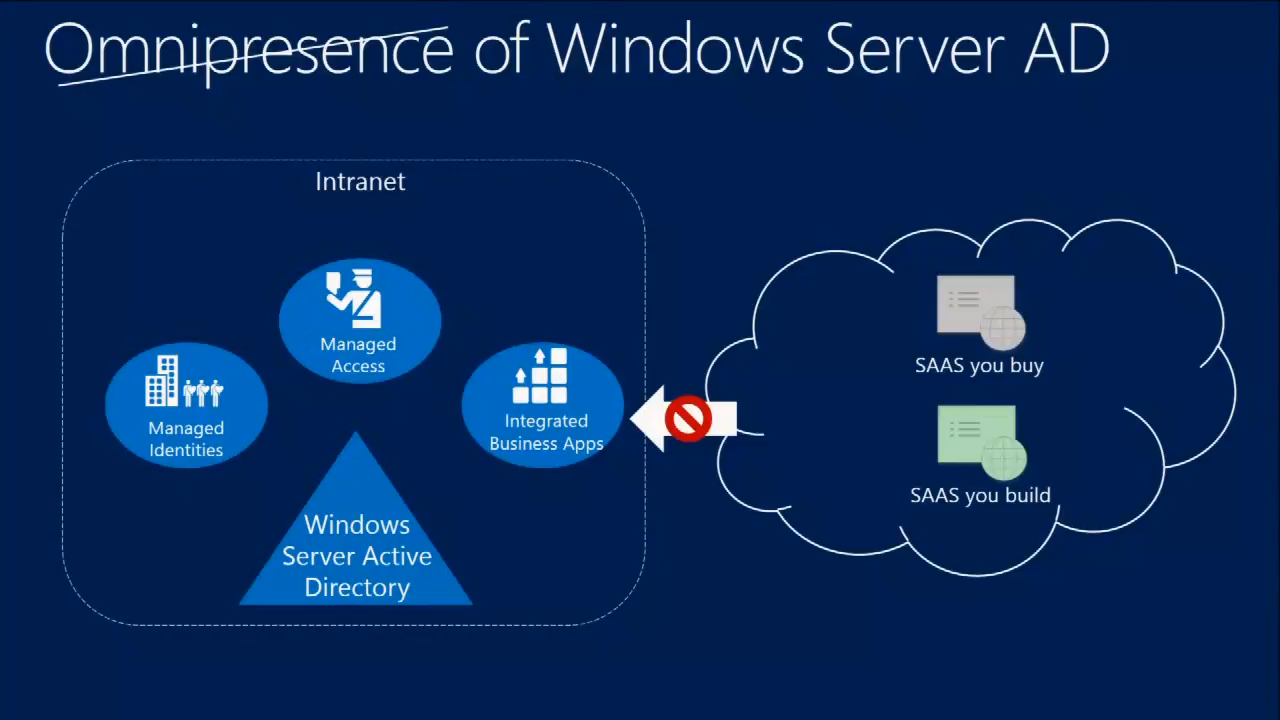 Omnipresence of Windows Server AD
Intranet
Managed
Access
Managed
Identities
Integrated
Business Apps
Windows
Server Active
Directory
SAAS you buy
SAAS you build